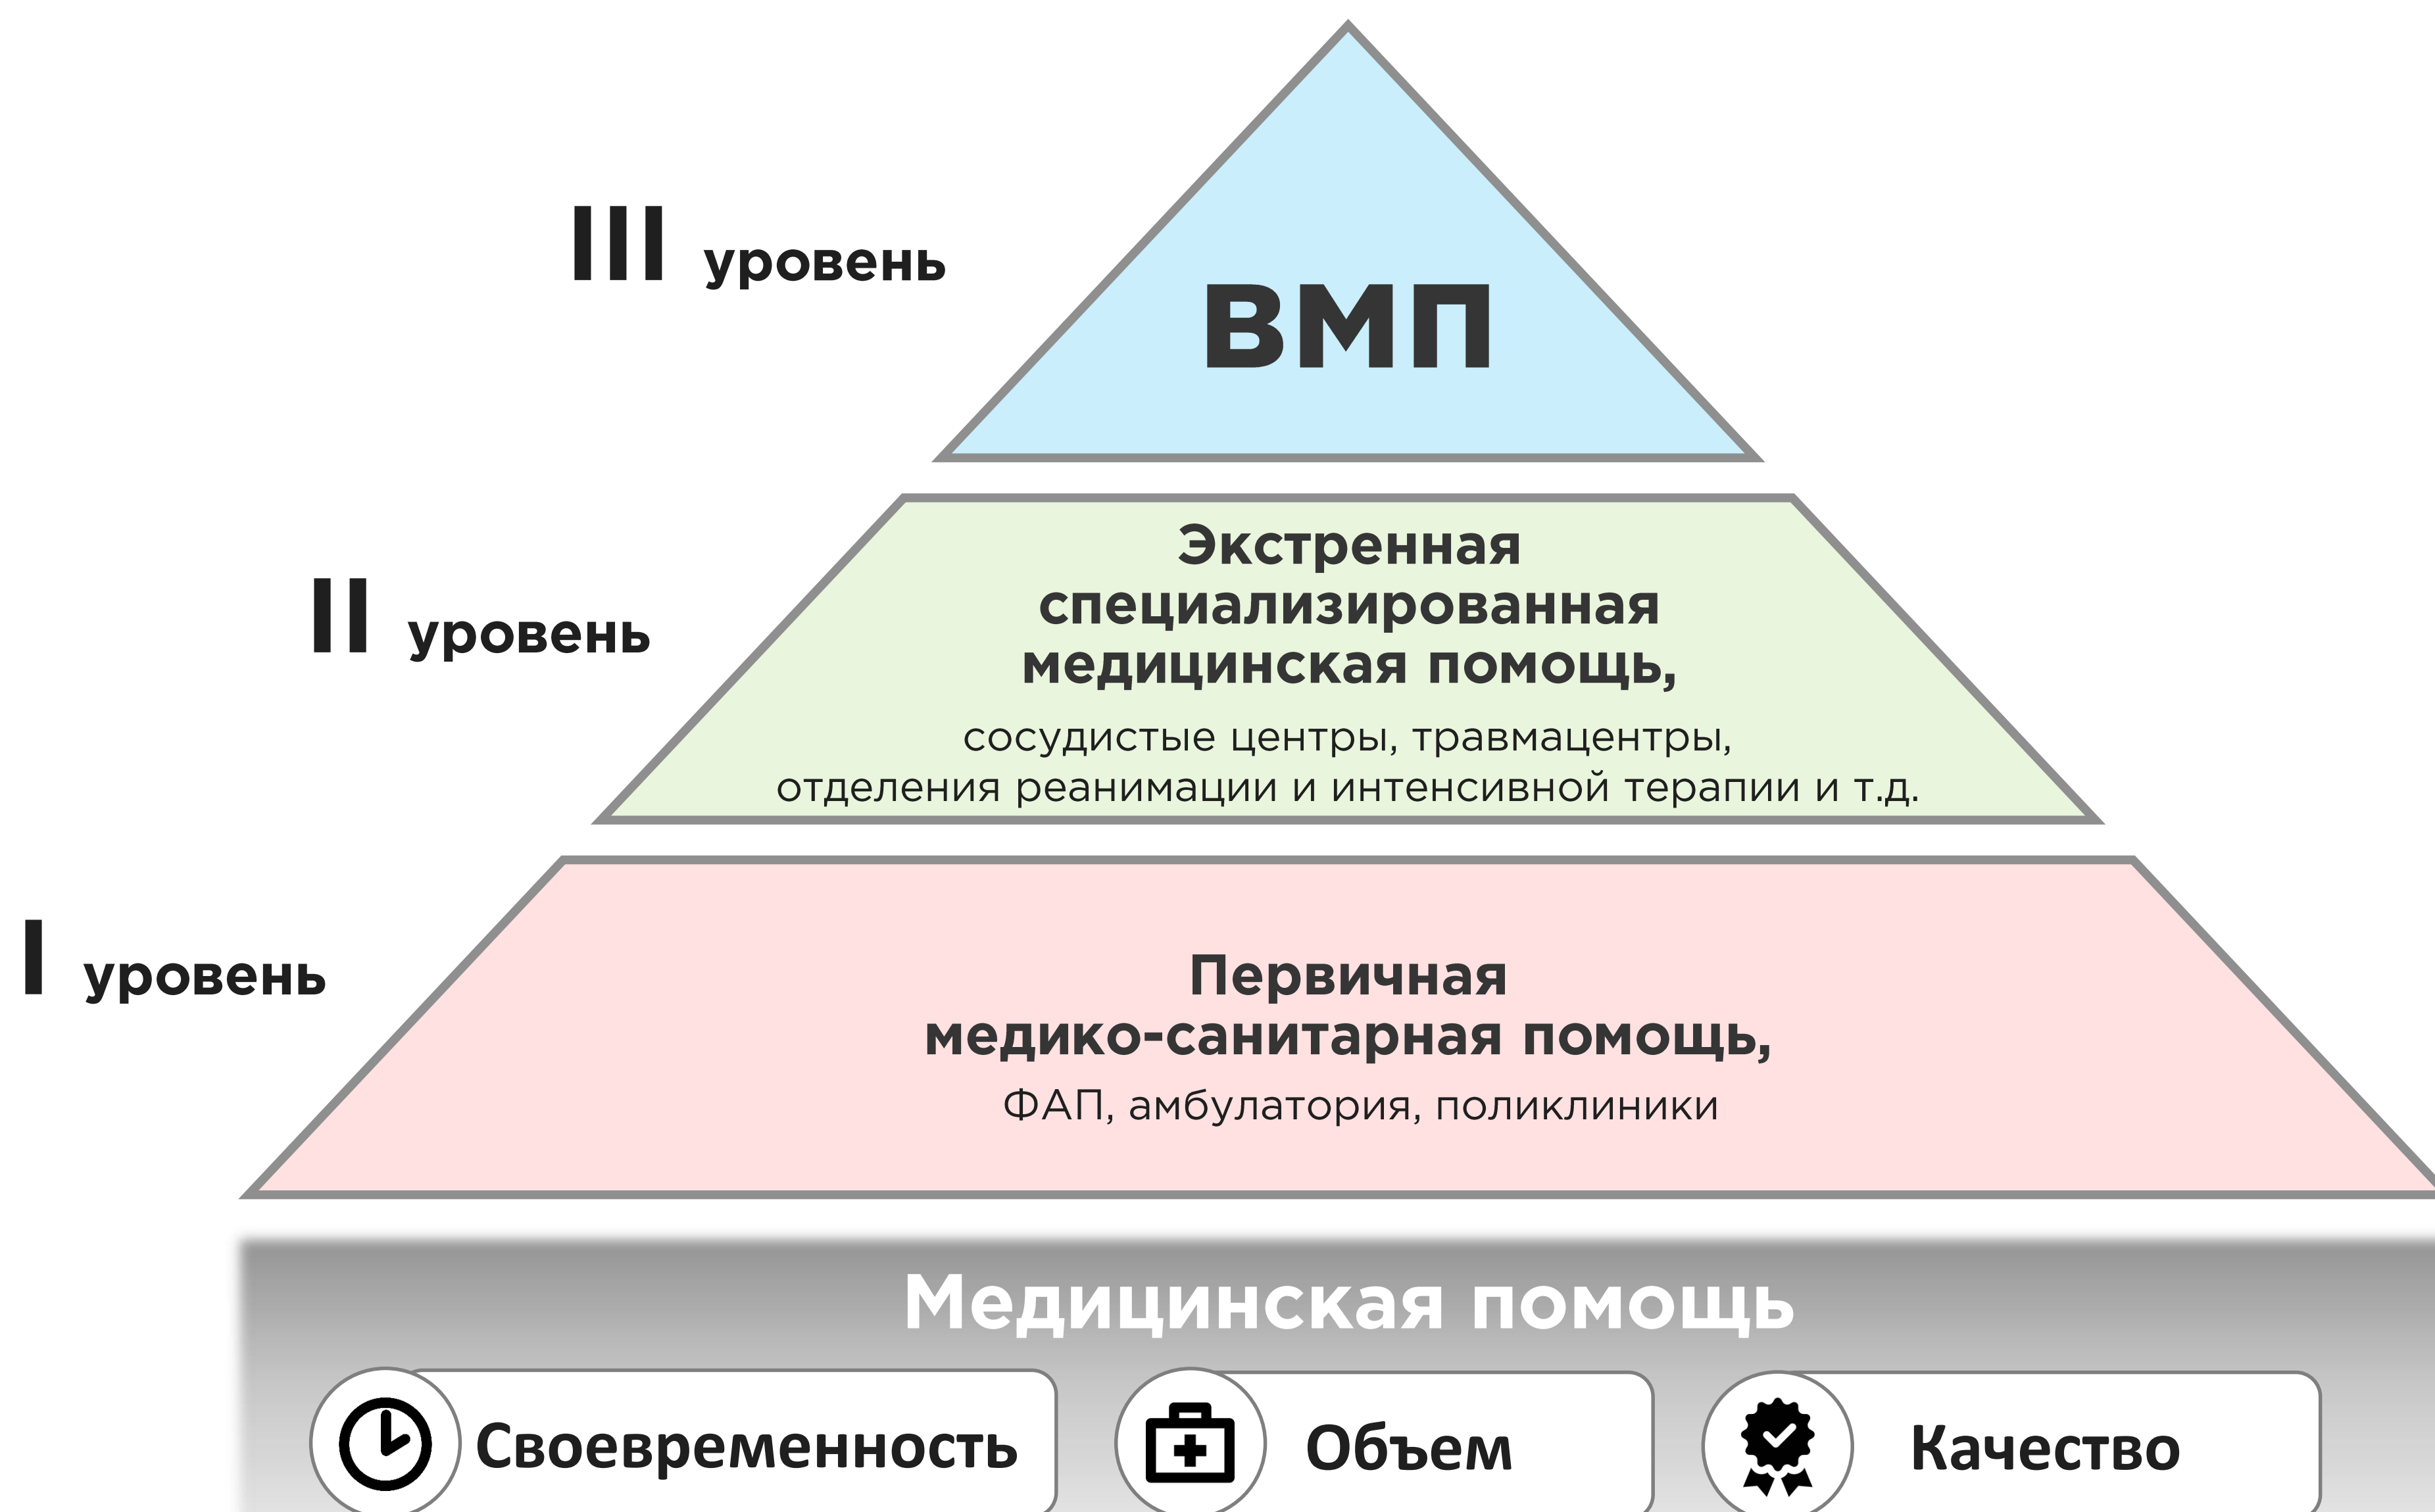 III уровень
ВМП
II уровень
Экстренная
специализированная
медицинская помощь,
сосудистые центры, травмацентры,
отделения реанимации и интенсивной терапии и т.д.
I уровень
Первичная
медико-санитарная помощь,
ФАП, амбулатория, поликлиники
Медицинская помощь
Своевременность
Объем
Качество